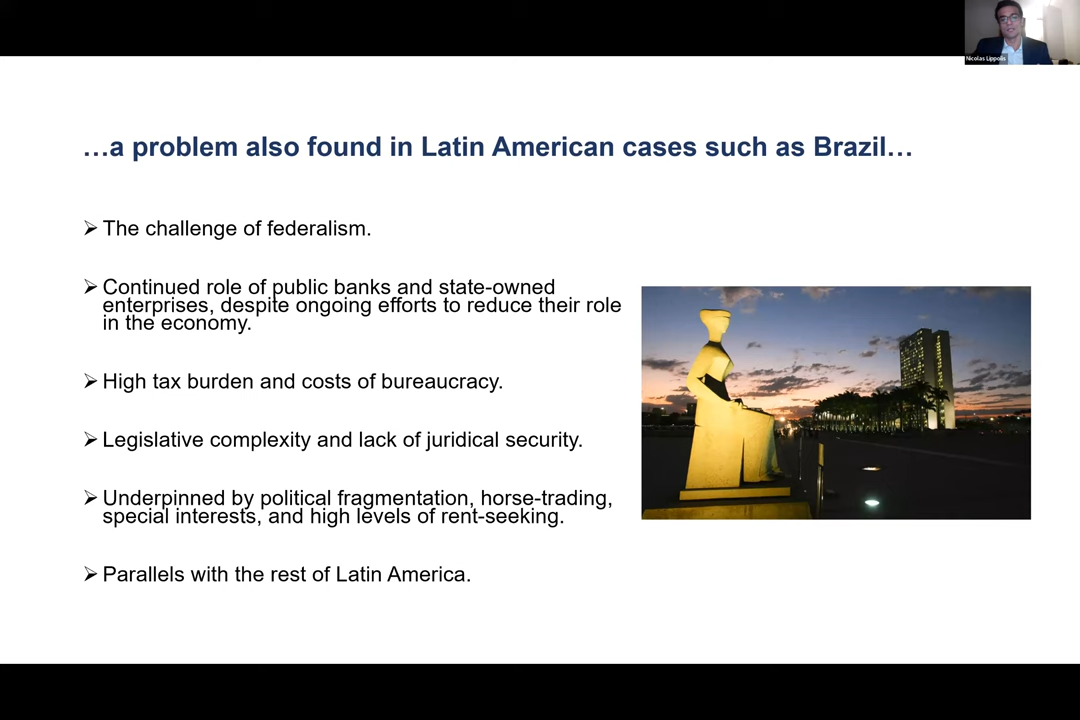 Nicolas Lippolis
…a problem also found in Latin American cases such as Brazil…
➢ The challenge of federalism.
➢ Continued role of public banks and state-owned
enterprises, despite ongoing efforts to reduce their role
in the economy.
➢ High tax burden and costs of bureaucracy.
➢ Legislative complexity and lack of juridical security.
➢ Underpinned by political fragmentation, horse-trading,
special interests, and high levels of rent-seeking.
➢ Parallels with the rest of Latin America.